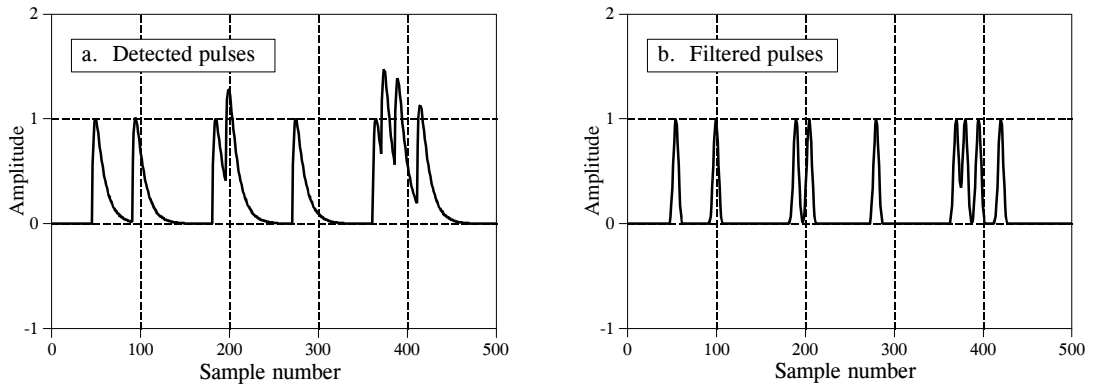 2
a. Detected pulses
1
0
-1
Amplitude
0 100 200 300 400 500
Sample number
2
b. Filtered pulses
1
0
-1
Amplitude
0 100 200 300 400 500
Sample number